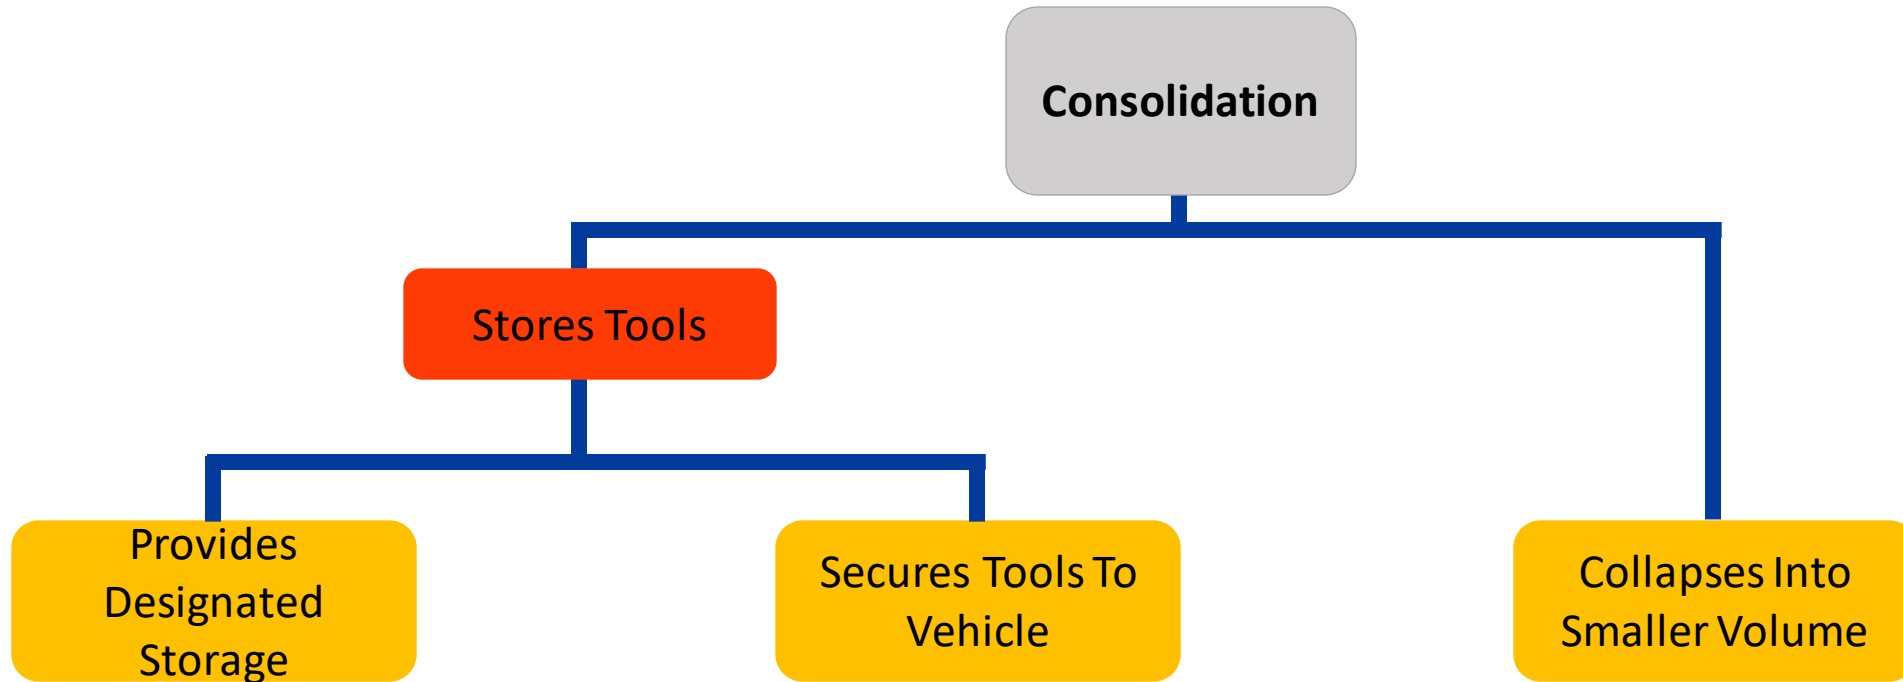 Consolidation
Stores Tools
Provides
Designated
Storage
Secures Tools To
Vehicle
Collapses Into
Smaller Volume